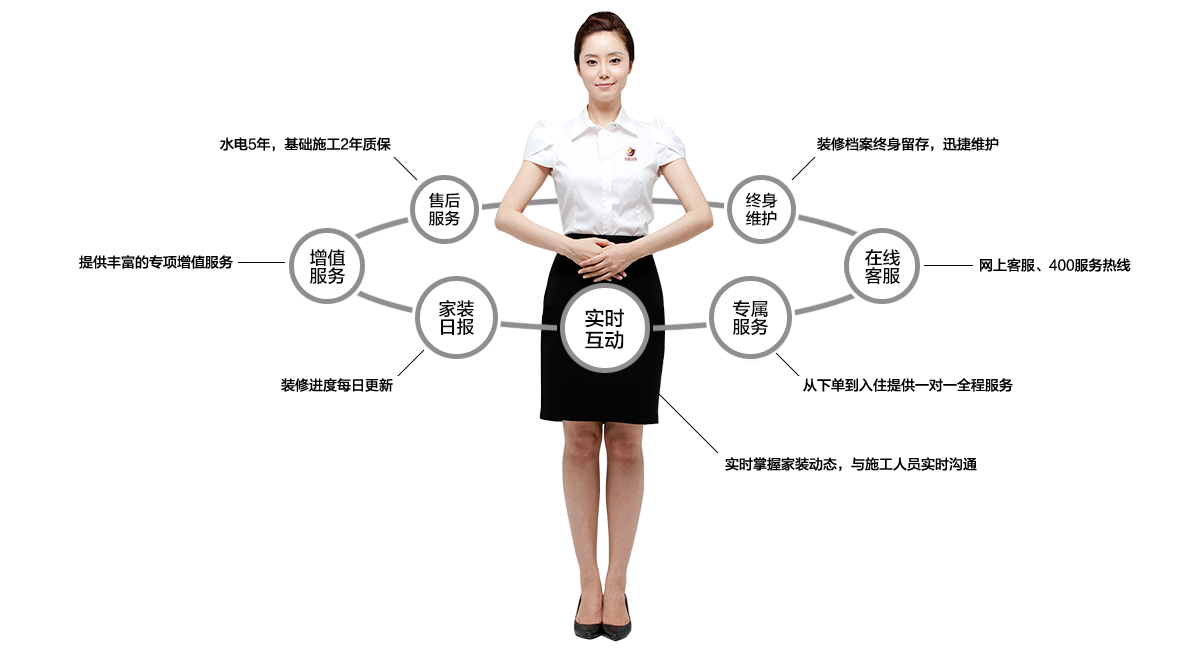 水电5年，基础施工2年质保
装修档案终身留存，迅捷维护
售后
服务
终身
维护
提供丰富的专项增值服务
增值
服务
在线
客服
网上客服、400服务热线
家装
日报
实时
互动
专属
服务
装修进度每日更新
从下单到入住提供一对一全程服务
实时掌握家装动态，与施工人员实时沟通